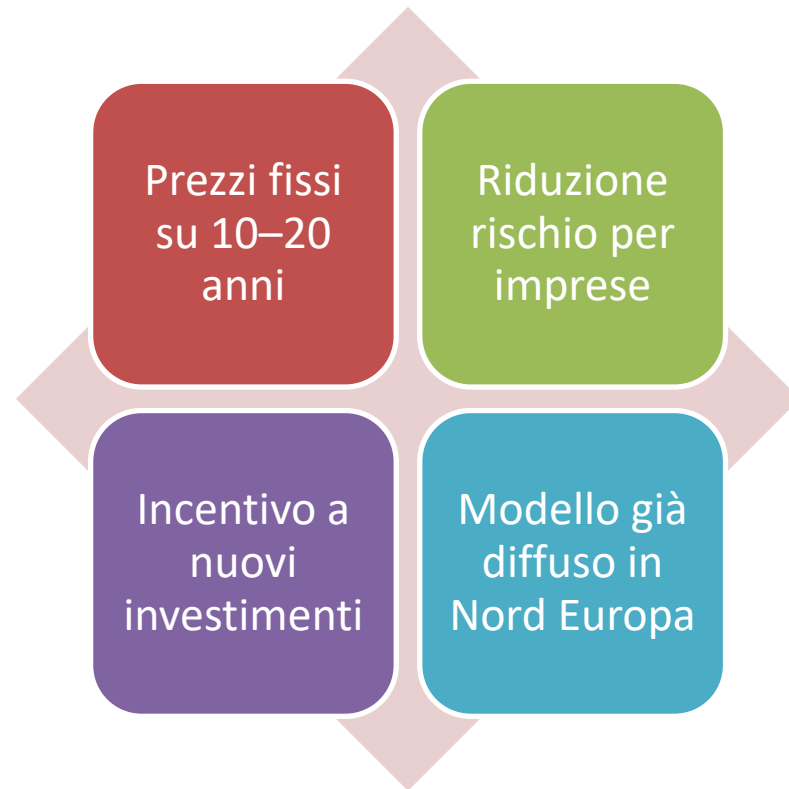 Prezzi fissi
su 10–20
anni
Riduzione
rischio per
imprese
Incentivo a
nuovi
investimenti
Modello già
diffuso in
Nord Europa